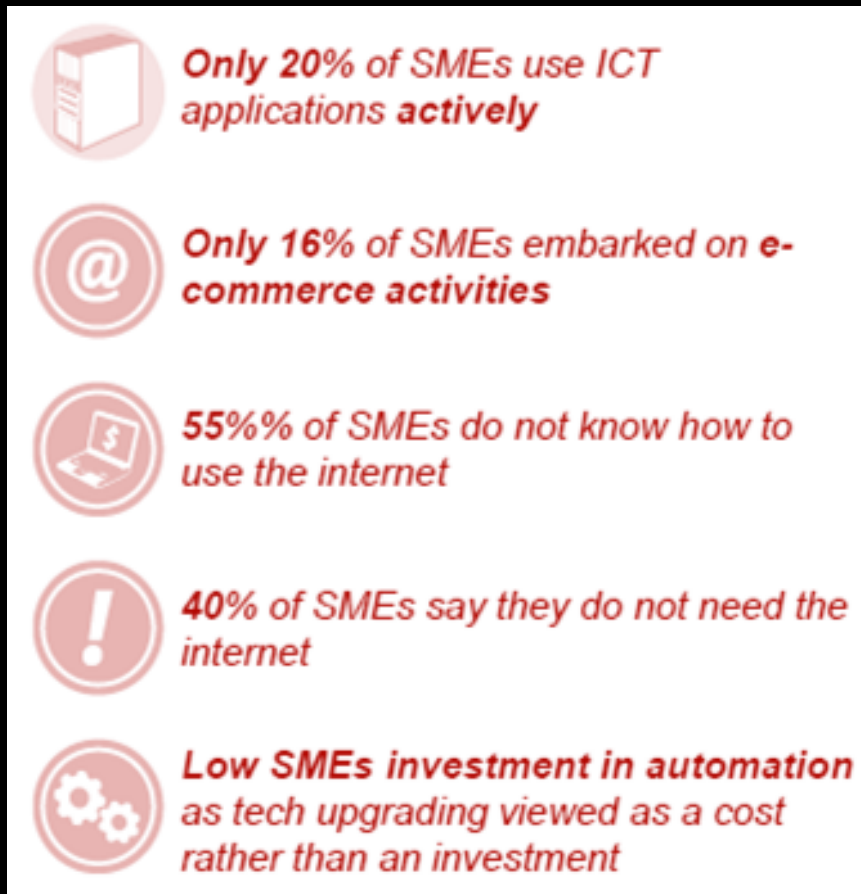 Only 20% of SMEs use ICT
applications actively
@
Only 16% of SMEs embarked on e-
commerce activities
$
55%% of SMEs do not know how to
use the internet
!
40% of SMEs say they do not need the
internet
Low SMEs investment in automation
as tech upgrading viewed as a cost
rather than an investment